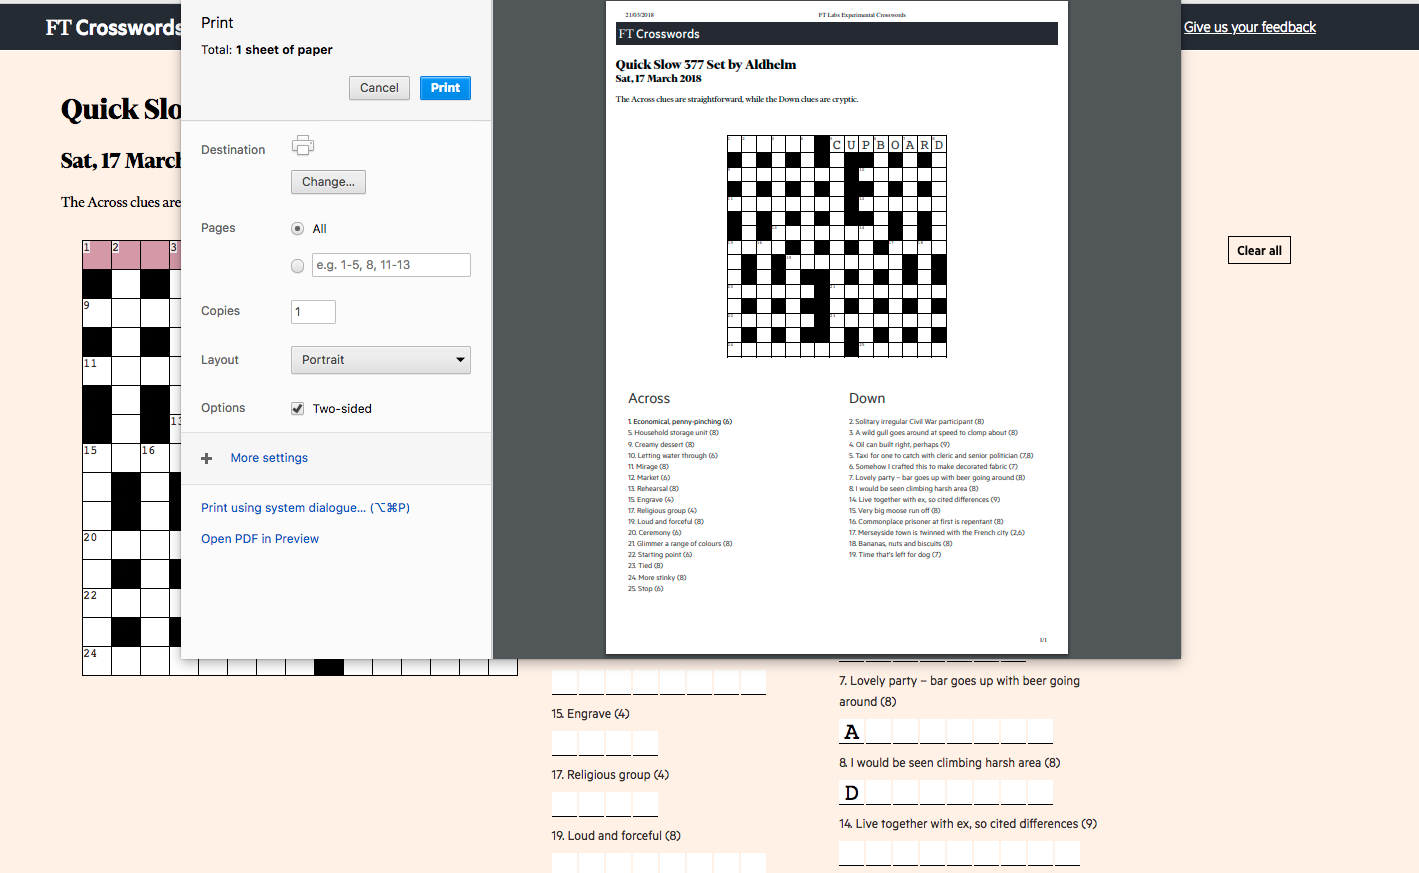 FT Crosswords
Give us your feedback
Quick Slo
Sat, 17 March
The Across clues are
1 2 3
9
11
13
15 16
20
22
24
Clear all
Print
Total: 1 sheet of paper
Cancel Print
Destination
Change...
Pages All
e.g. 1-5, 8, 11-13
Copies 1
Layout Portrait
Options Two-sided
+ More settings
Print using system dialogue... (⌥⌘P)
Open PDF in Preview
21/03/2018 FT Labs Experimental Crosswords
FT Crosswords
Quick Slow 377 Set by Aldhelm
Sat, 17 March 2018
The Across clues are straightforward, while the Down clues are cryptic.
CUPBOARD
Across
1. Economical, penny-pinching (6)
5. Household storage unit (8)
9. Creamy dessert (8)
10. Letting water through (6)
11. Mirage (8)
12. Market (6)
13. Rehearsal (8)
15. Engrave (4)
17. Religious group (4)
19. Loud and forceful (8)
20. Ceremony (6)
21. Glimmer a range of colours (8)
22. Starting point (6)
23. Tied (8)
24. More stinky (8)
25. Stop (6)
Down
2. Solitary irregular Civil War participant (8)
3. A wild gull goes around at speed to clomp about (8)
4. Oil can built right, perhaps (9)
5. Taxi for one to catch with cleric and senior politician (7,8)
6. Somehow I crafted this to make decorated fabric (7)
7. Lovely party – bar goes up with beer going around (8)
8. I would be seen climbing harsh area (8)
14. Live together with ex, so cited differences (9)
15. Very big moose run off (8)
16. Commonplace prisoner at first is repentant (8)
17. Merseyside town is twinned with the French city (2,6)
18. Bananas, nuts and biscuits (8)
19. Time that's left for dog (7)
1/1
15. Engrave (4)
17. Religious group (4)
19. Loud and forceful (8)
7. Lovely party – bar goes up with beer going
around (8)
A
8. I would be seen climbing harsh area (8)
D
14. Live together with ex, so cited differences (9)